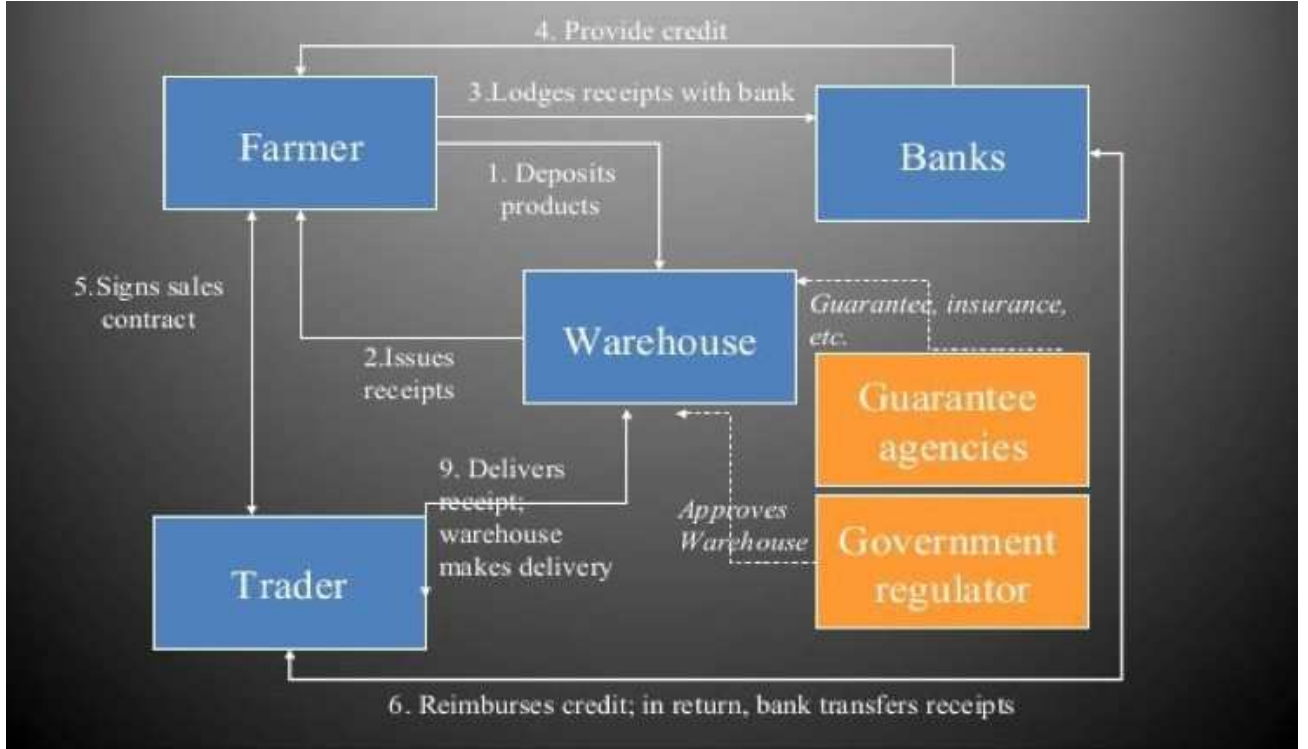 4. Provide credit
3.Lodges receipts with bank
Farmer
Banks
1. Deposits
products
5.Signs sales
contract
Guarantee, insurance,
etc.
Warehouse
2.Issues
receipts
Guarantee
agencies
9. Delivers
receipt;
warehouse
makes delivery
Approves
Warehouse
Government
regulator
Trader
6. Reimburses credit; in return, bank transfers receipts